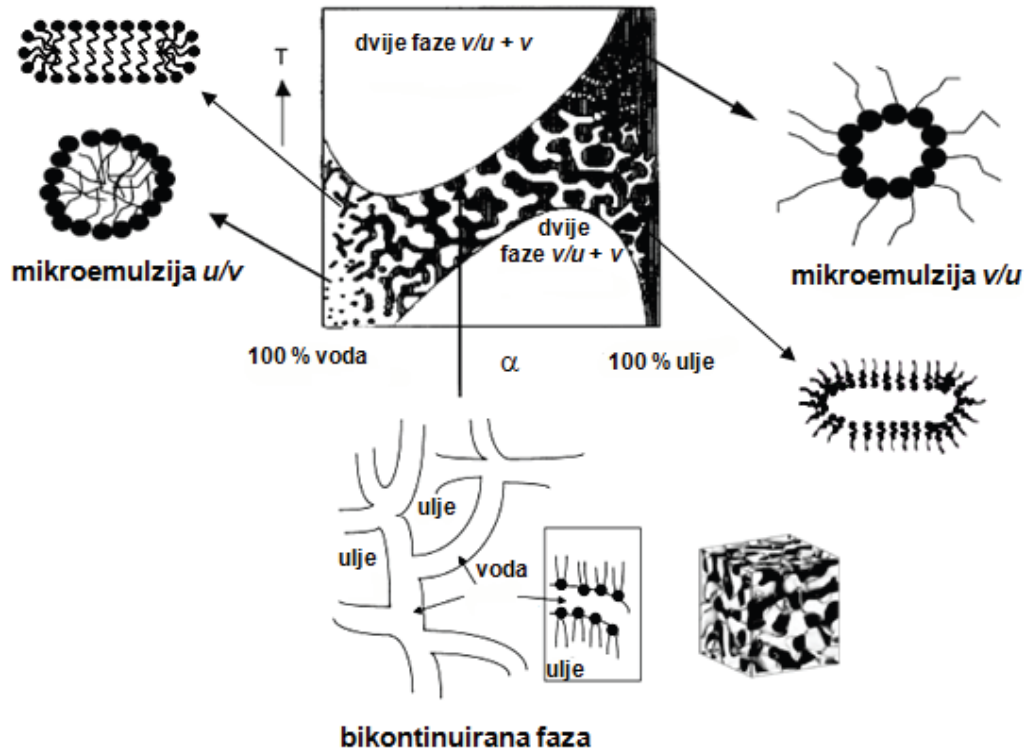 dvije faze v/u + v
T
mikroemulzija u/v
mikroemulzija v/u
dvije
faze v/u + v
100 % voda
α
100 % ulje
ulje
ulje
voda
ulje
bikontinuirana faza